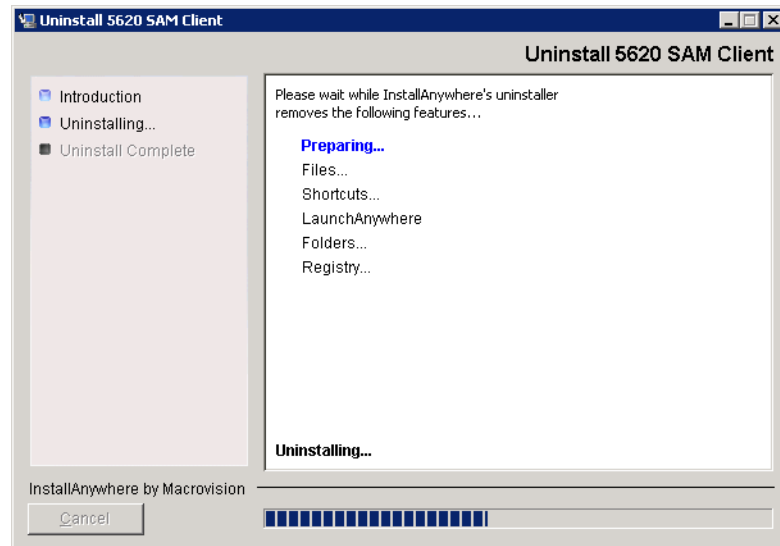 Uninstall 5620 SAM Client
Uninstall 5620 SAM Client
Introduction
Uninstalling...
Uninstall Complete
Please wait while InstallAnywhere's uninstaller
removes the following features...
Preparing...
Files...
Shortcuts...
LaunchAnywhere
Folders...
Registry...
Uninstalling...
InstallAnywhere by Macrovision
Cancel